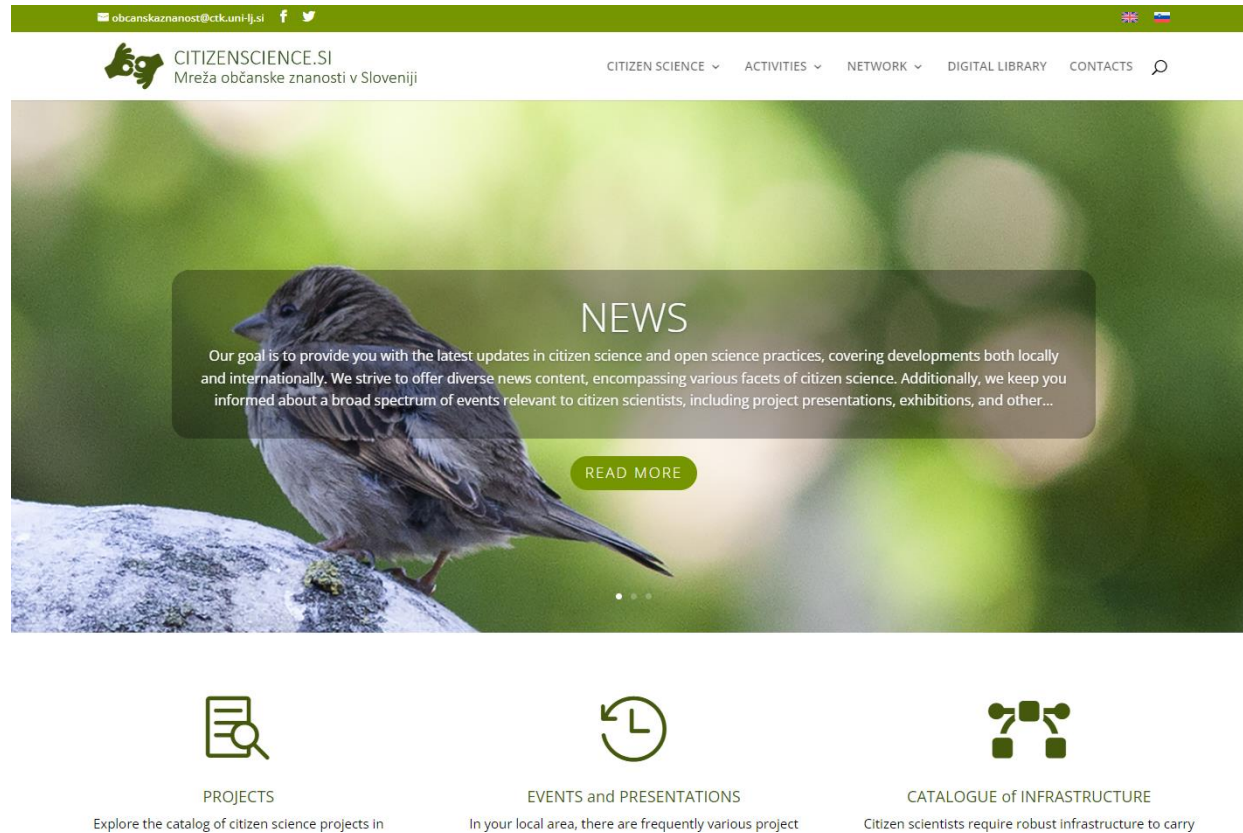 obcanskaznanost@ctk.uni-lj.si
CITIZENSCIENCE.SI
Mreža občanske znanosti v Sloveniji
CITIZEN SCIENCE
ACTIVITIES
NETWORK
DIGITAL LIBRARY
CONTACTS
NEWS
Our goal is to provide you with the latest updates in citizen science and open science practices, covering developments both locally
and internationally. We strive to offer diverse news content, encompassing various facets of citizen science. Additionally, we keep you
informed about a broad spectrum of events relevant to citizen scientists, including project presentations, exhibitions, and other...
READ MORE
PROJECTS
Explore the catalog of citizen science projects in
EVENTS and PRESENTATIONS
In your local area, there are frequently various project
CATALOGUE of INFRASTRUCTURE
Citizen scientists require robust infrastructure to carry